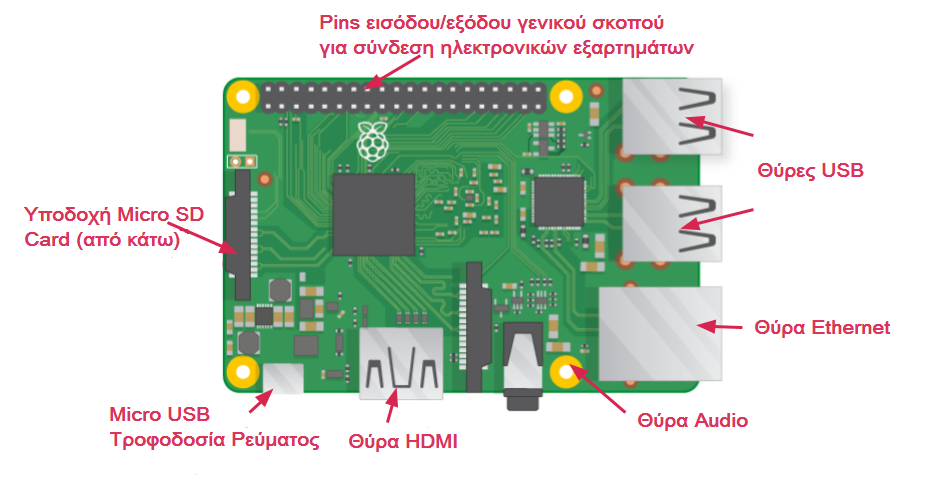 Pins εισόδου/εξόδου γενικού σκοπού
για σύνδεση ηλεκτρονικών εξαρτημάτων
Θύρες USB
Υποδοχή Micro SD
Card (από κάτω)
Θύρα Ethernet
Micro USB
Τροφοδοσία Ρεύματος
Θύρα HDMI
Θύρα Audio